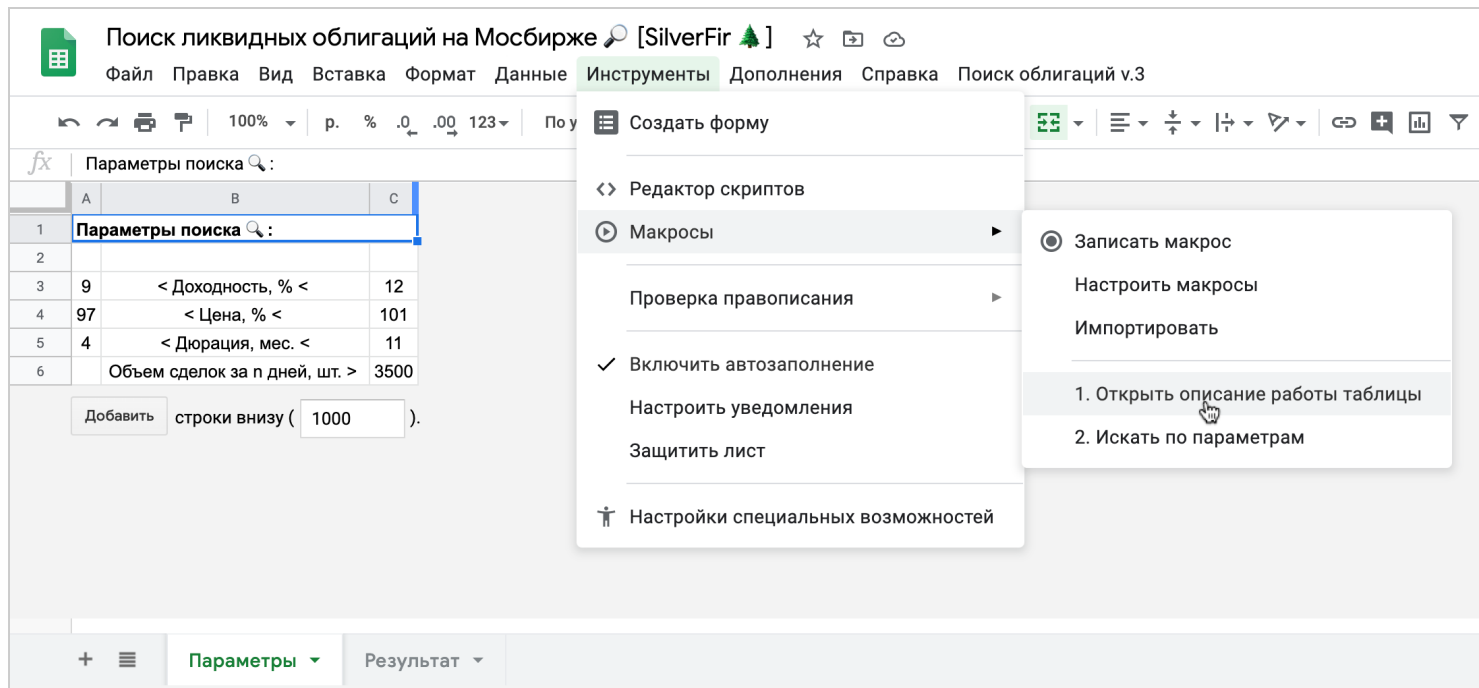 Поиск ликвидных облигаций на Мосбирже 🔎 [SilverFir 🌲]
Файл Правка Вид Вставка Формат Данные Инструменты Дополнения Справка Поиск облигаций v.3
100% р. % .0 .00 123 По у
fx Параметры поиска 🔍 :
A B C
1 Параметры поиска 🔍 :
2
3 9 < Доходность, % < 12
4 97 < Цена, % < 101
5 4 < Дюрация, мес. < 11
6 Объем сделок за n дней, шт. > 3500
Добавить строки внизу ( 1000 ).
Создать форму
Редактор скриптов
Макросы
Проверка правописания
Включить автозаполнение
Настроить уведомления
Защитить лист
Настройки специальных возможностей
Записать макрос
Настроить макросы
Импортировать
1. Открыть описание работы таблицы
2. Искать по параметрам
Параметры Результат